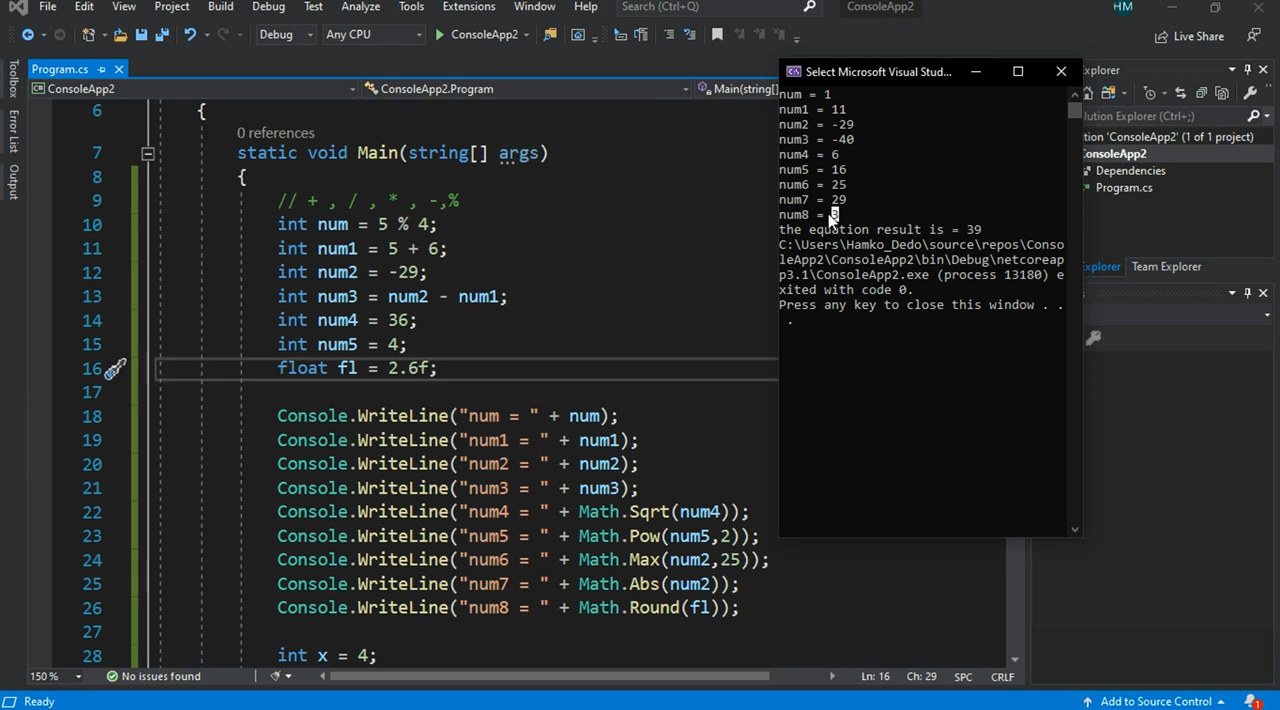 File Edit View Project Build Debug Test Analyze Tools Extensions Window Help Search (Ctrl+Q) ConsoleApp2 HM
Debug Any CPU ConsoleApp2 Live Share
Program.cs
ConsoleApp2 ConsoleApp2.Program Main(string[]
Toolbox
Error List
Output
6 {
0 references
7 static void Main(string[] args)
8 {
9 // + , / , * , -,%
10 int num = 5 % 4;
11 int num1 = 5 + 6;
12 int num2 = -29;
13 int num3 = num2 - num1;
14 int num4 = 36;
15 int num5 = 4;
16 float fl = 2.6f;
17
18 Console.WriteLine("num = " + num);
19 Console.WriteLine("num1 = " + num1);
20 Console.WriteLine("num2 = " + num2);
21 Console.WriteLine("num3 = " + num3);
22 Console.WriteLine("num4 = " + Math.Sqrt(num4));
23 Console.WriteLine("num5 = " + Math.Pow(num5,2));
24 Console.WriteLine("num6 = " + Math.Max(num2,25));
25 Console.WriteLine("num7 = " + Math.Abs(num2));
26 Console.WriteLine("num8 = " + Math.Round(fl));
27
28 int x = 4;
Select Microsoft Visual Stud...
num = 1
num1 = 11
num2 = -29
num3 = -40
num4 = 6
num5 = 16
num6 = 25
num7 = 29
num8 = 3
the equation result is = 39
C:\Users\Hamko_Dedo\source\repos\Conso
leApp2\ConsoleApp2\bin\Debug\netcoreap
p3.1\ConsoleApp2.exe (process 13180) e
xited with code 0.
Press any key to close this window . .
.
xplorer
lution Explorer (Ctrl+;)
tion 'ConsoleApp2' (1 of 1 project)
ConsoleApp2
Dependencies
Program.cs
Explorer Team Explorer
150 % No issues found Ln: 16 Ch: 29 SPC CRLF
Ready Add to Source Control 1